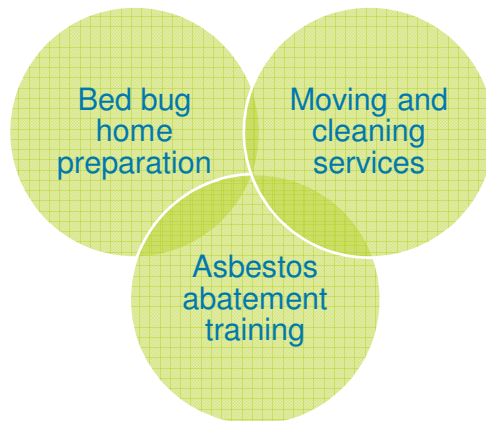 Bed bug
home
preparation
Moving and
cleaning
services
Asbestos
abatement
training